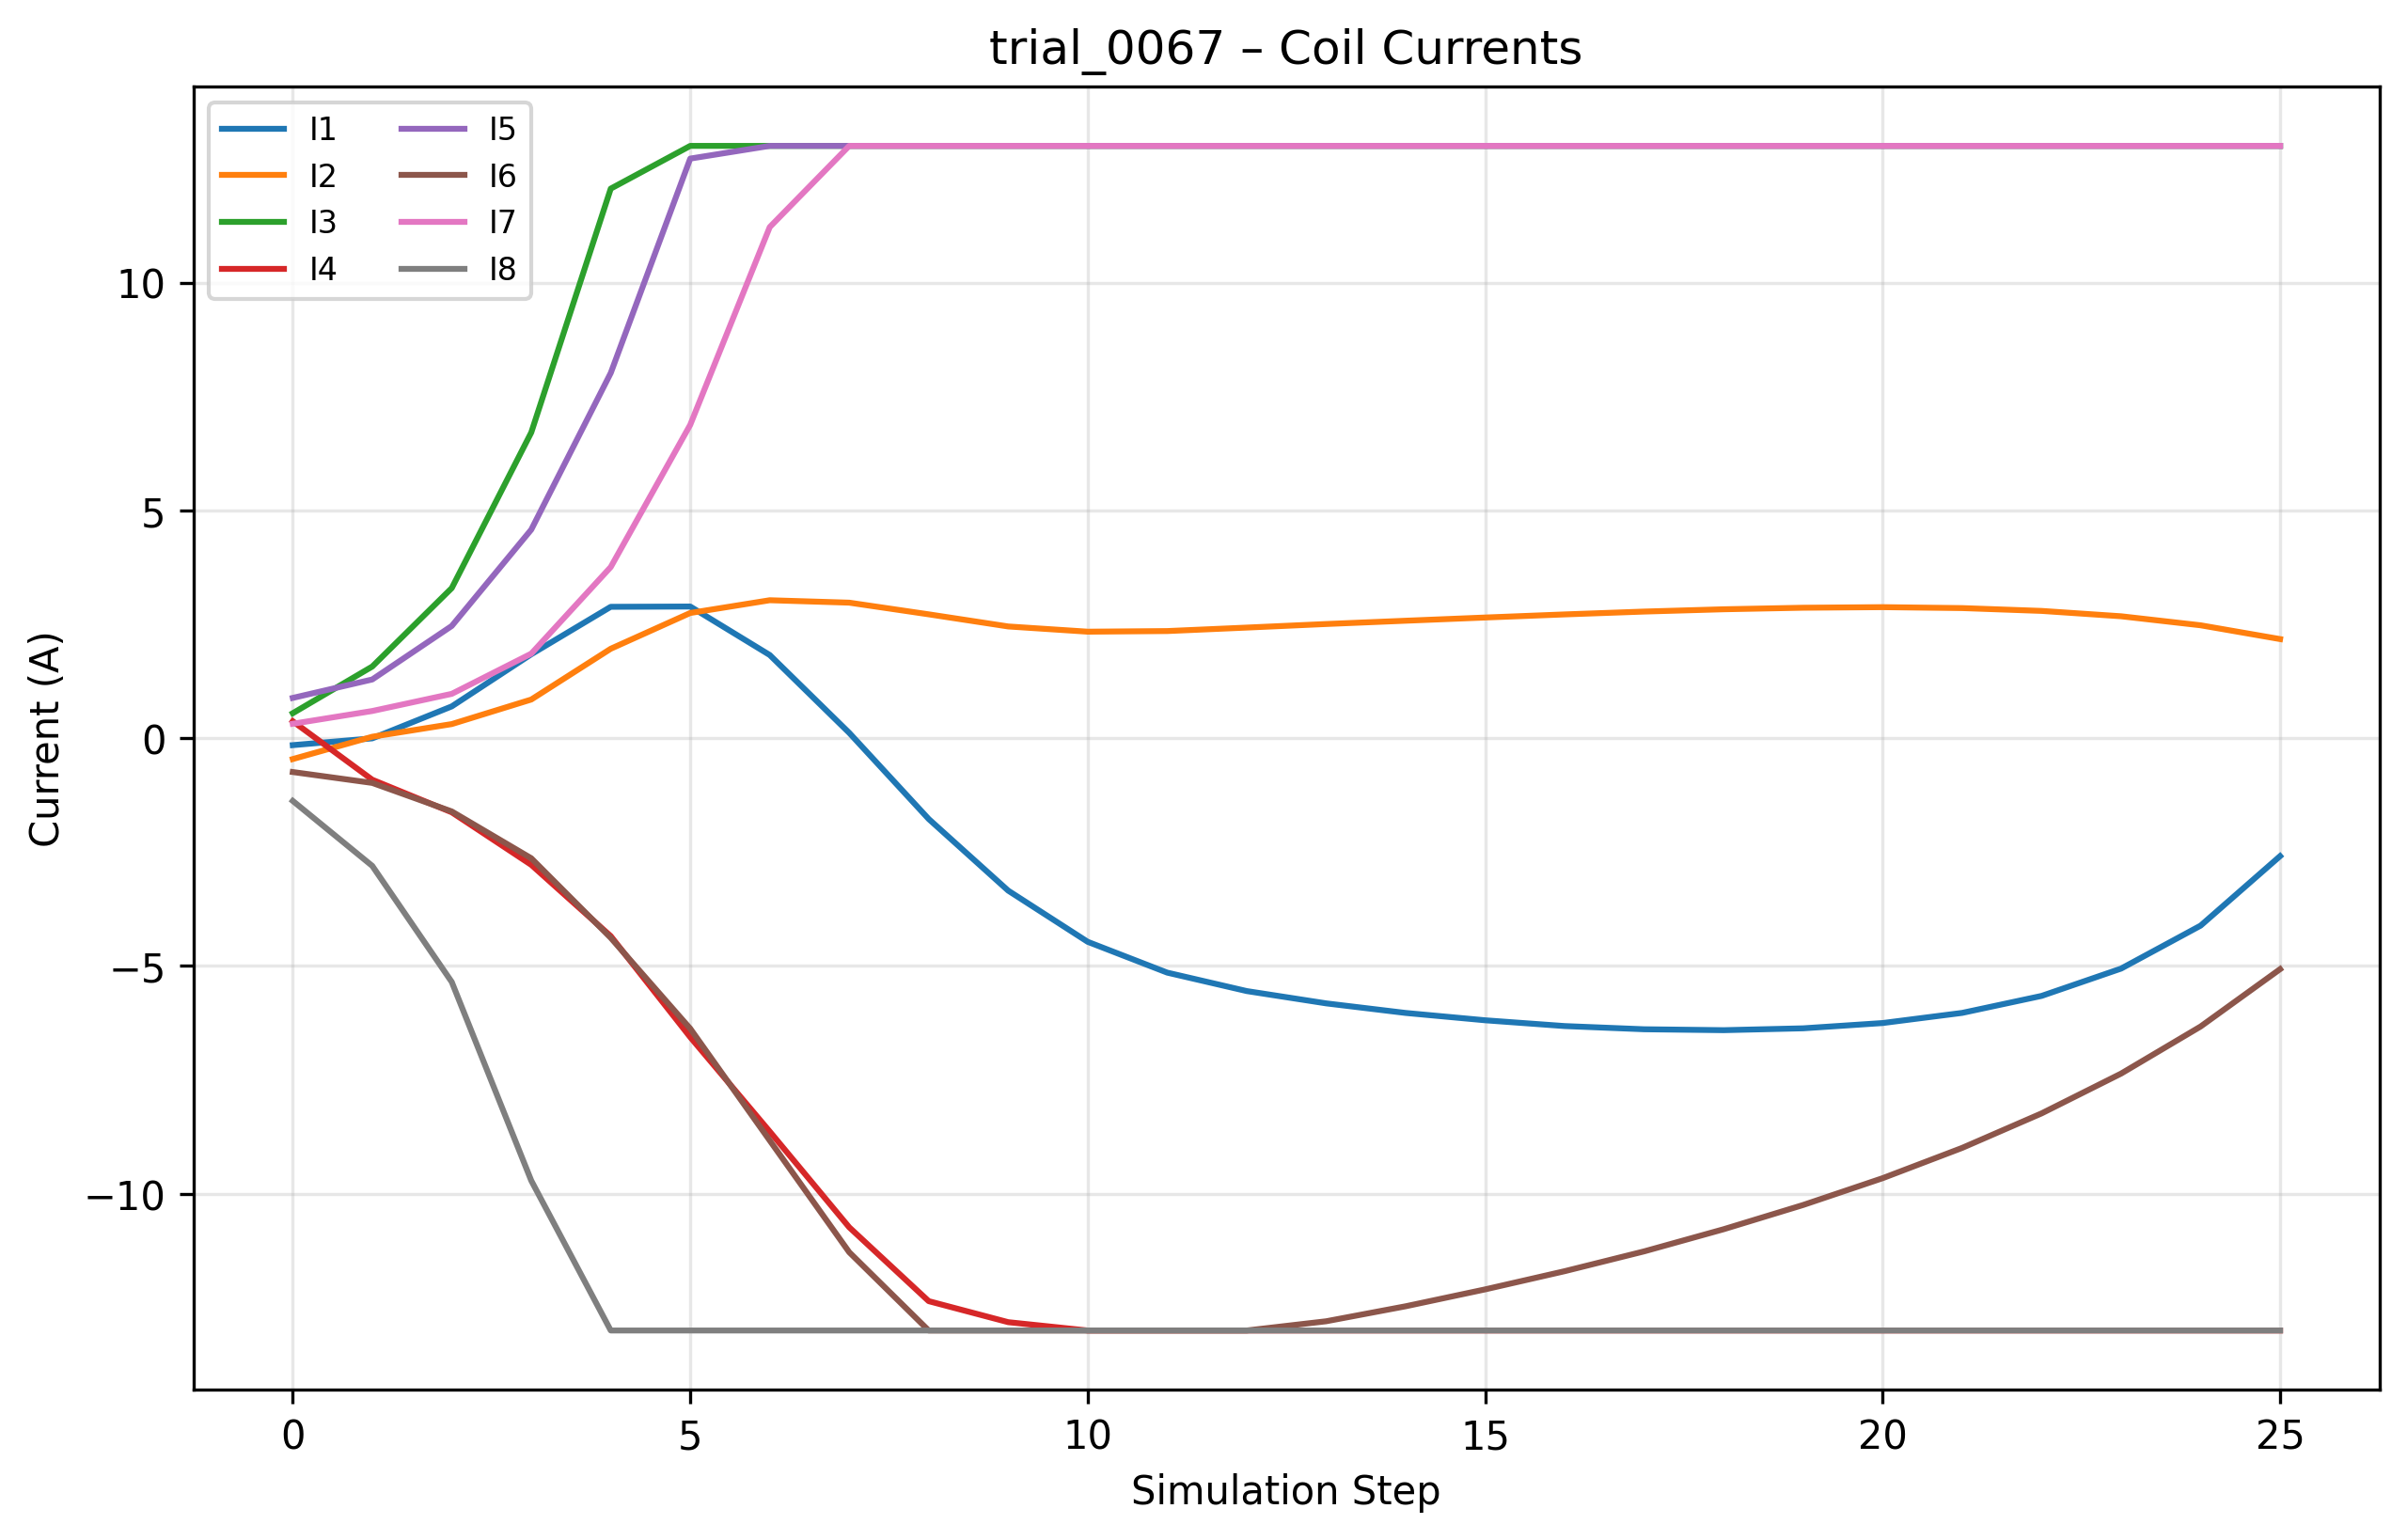 trial_0067 – Coil Currents
I1
I2
I3
I4
I5
I6
I7
I8
Current (A)
10
5
0
−5
−10
0
5
10
15
20
25
Simulation Step